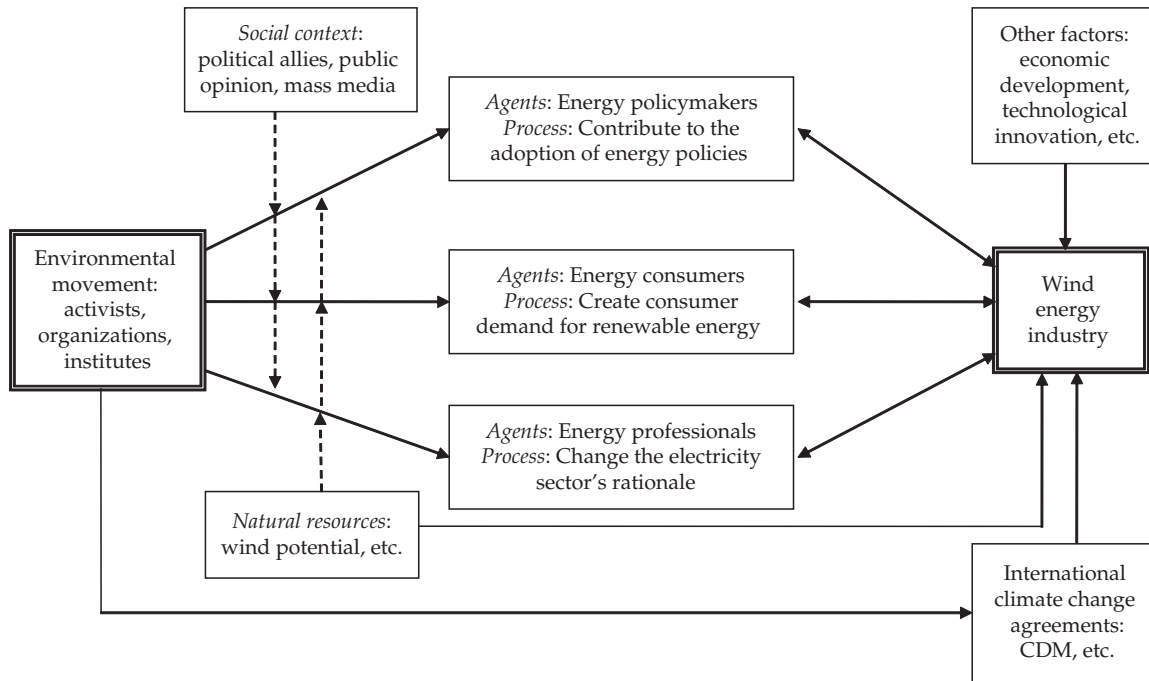 Social context:
political allies, public
opinion, mass media
Other factors:
economic
development,
technological
innovation, etc.
Agents: Energy policymakers
Process: Contribute to the
adoption of energy policies
Environmental
movement:
activists,
organizations,
institutes
Agents: Energy consumers
Process: Create consumer
demand for renewable energy
Wind
energy
industry
Agents: Energy professionals
Process: Change the electricity
sector’s rationale
Natural resources:
wind potential, etc.
International
climate change
agreements:
CDM, etc.